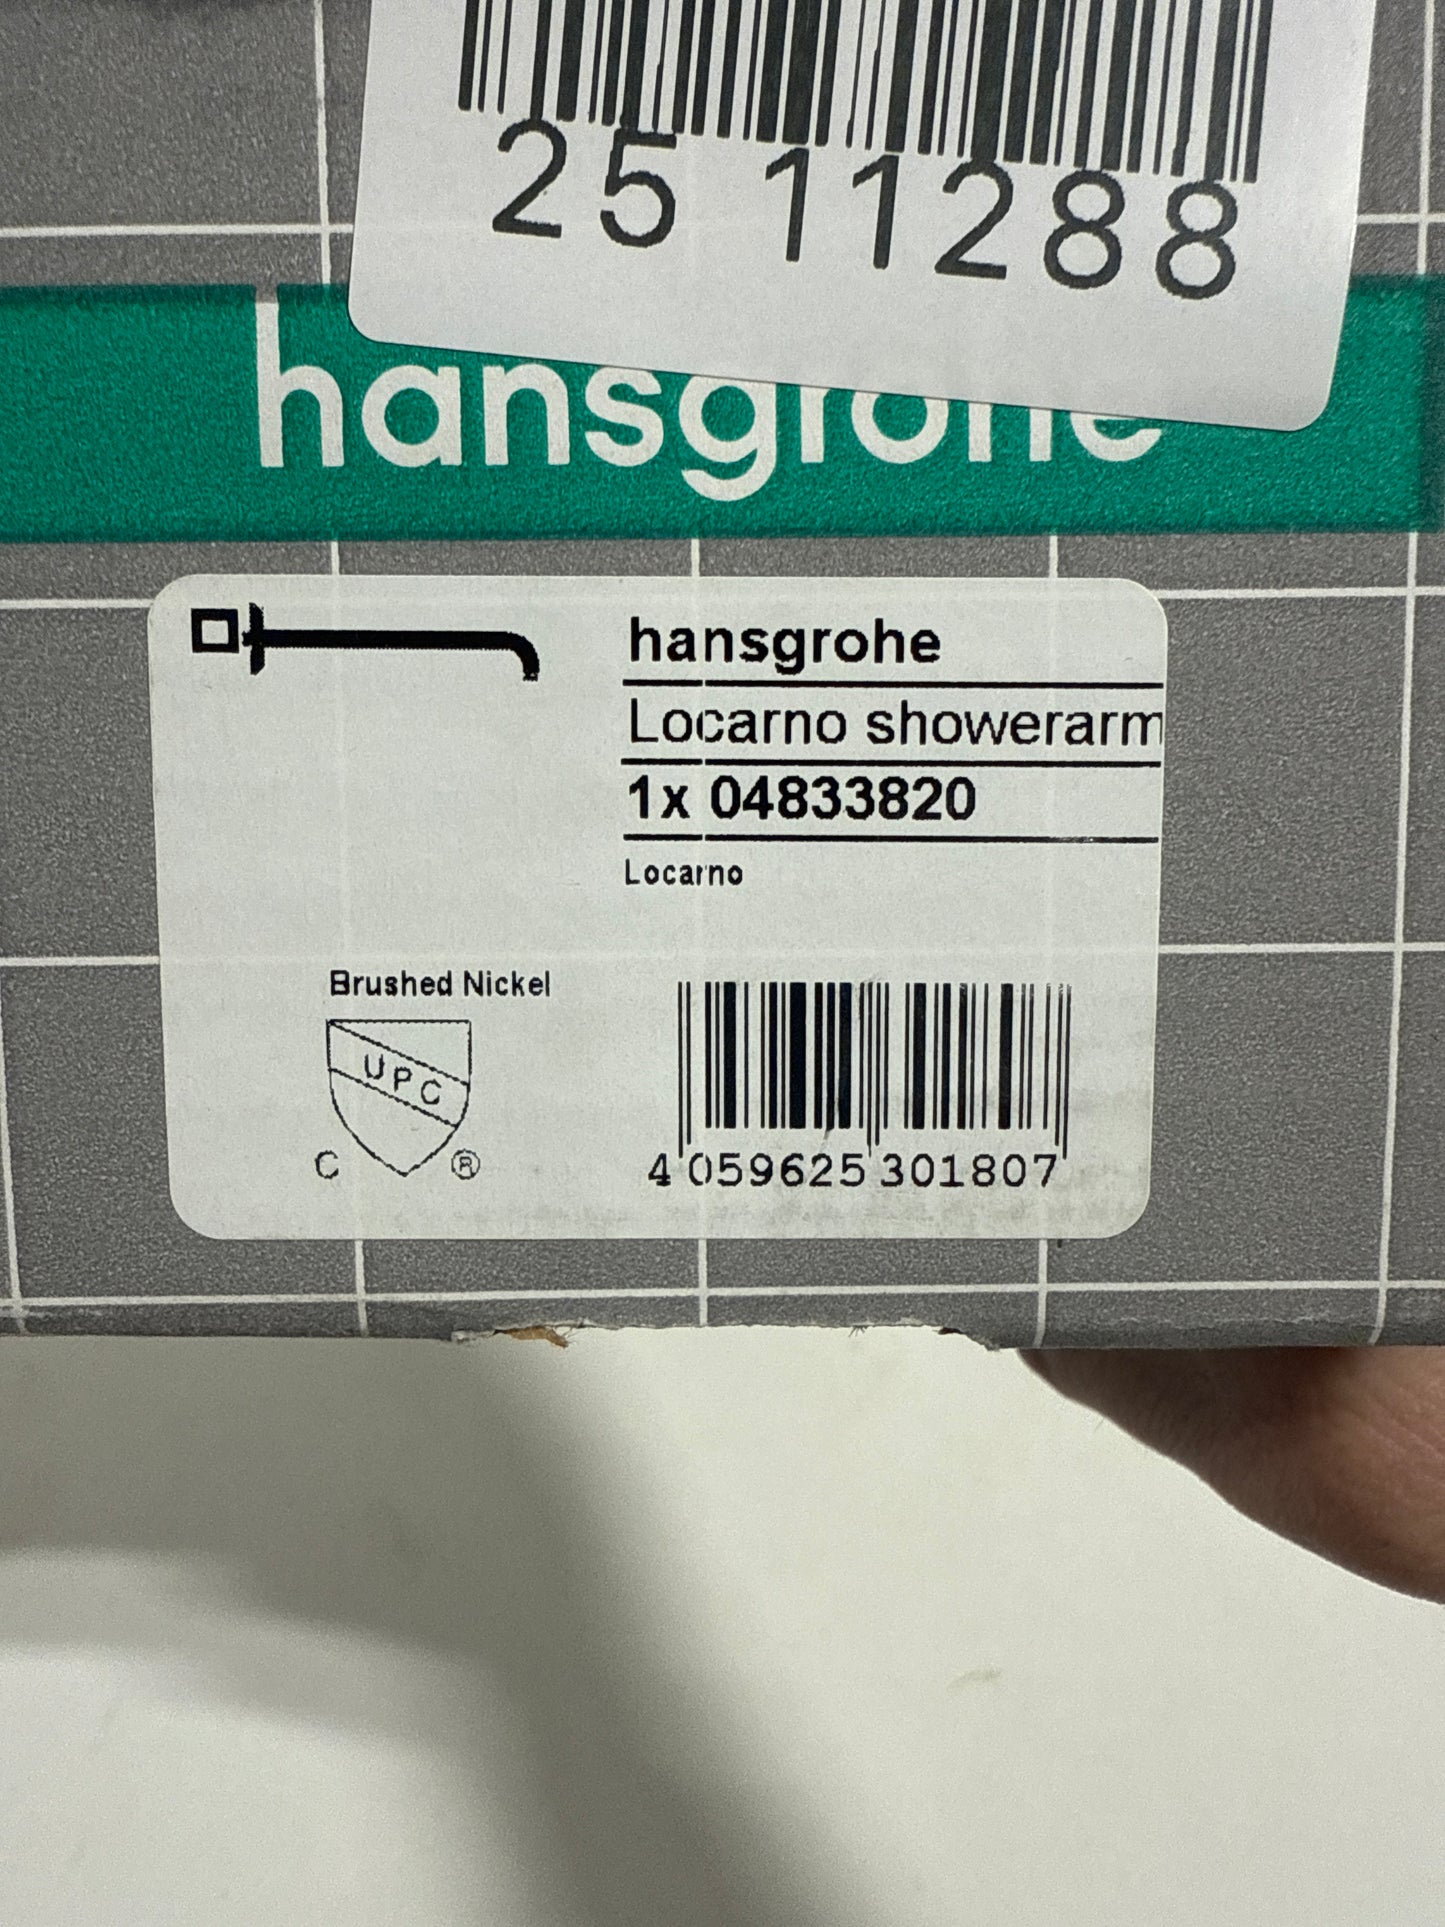 25 11288
hansgrohe
hansgrohe
Locarno showerarm
1x 04833820
Locarno
Brushed Nickel
UPC
C ®
4 059625 301807